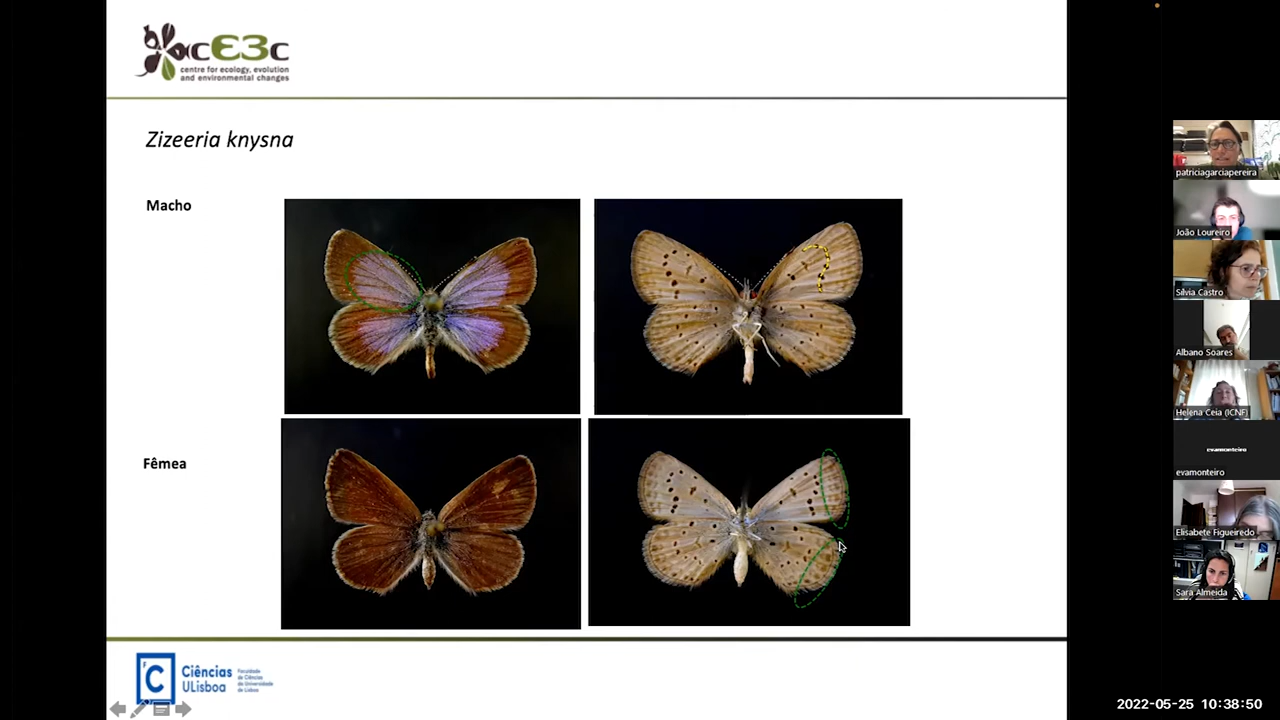 cE3c
centre for ecology, evolution
and environmental changes
Zizeeria knysna
Macho
Fêmea
C
Ciências
ULisboa
Faculdade
de Ciências
da Universidade
de Lisboa
patriciagarciapereira
João Loureiro
Sílvia Castro
Albano Soares
Helena Ceia (ICNF)
evamonteiro
evamonteiro
Elisabete Figueiredo
Sara Almeida
2022-05-25 10:38:50